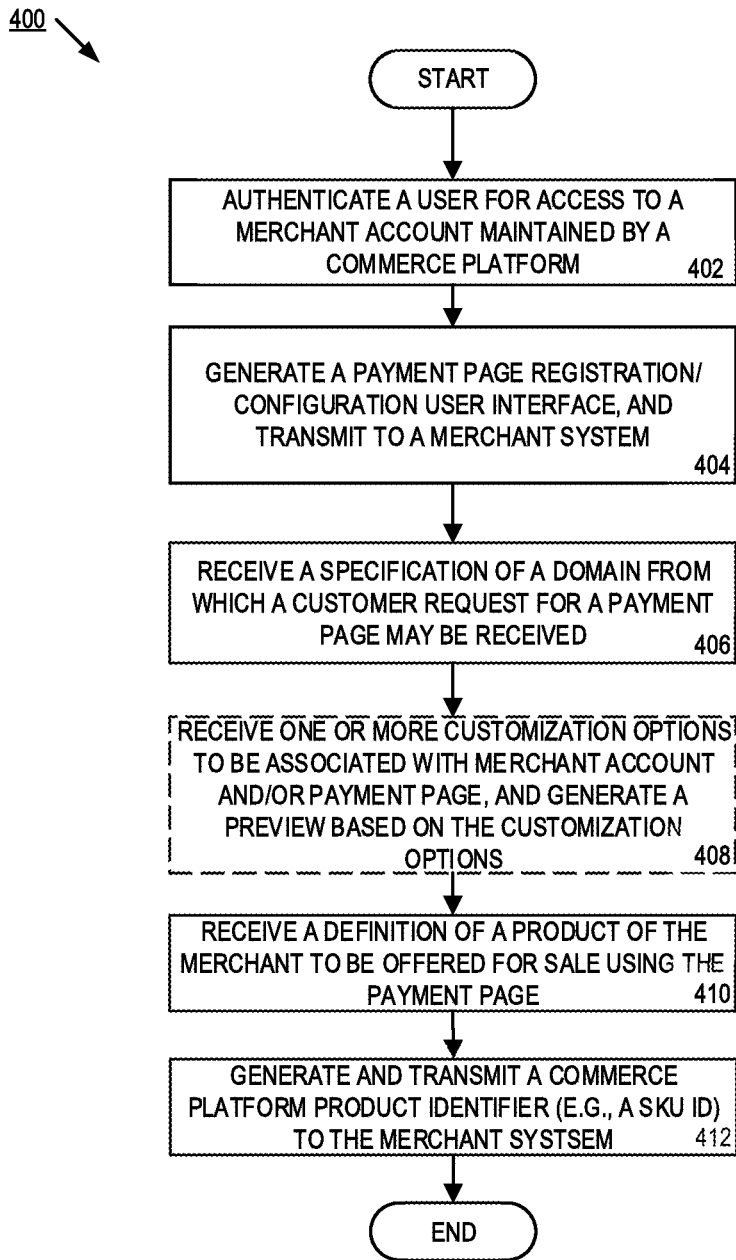 400
START
AUTHENTICATE A USER FOR ACCESS TO A
MERCHANT ACCOUNT MAINTAINED BY A
COMMERCE PLATFORM
402
GENERATE A PAYMENT PAGE REGISTRATION/
CONFIGURATION USER INTERFACE, AND
TRANSMIT TO A MERCHANT SYSTEM
404
RECEIVE A SPECIFICATION OF A DOMAIN FROM
WHICH A CUSTOMER REQUEST FOR A PAYMENT
PAGE MAY BE RECEIVED
406
RECEIVE ONE OR MORE CUSTOMIZATION OPTIONS
TO BE ASSOCIATED WITH MERCHANT ACCOUNT
AND/OR PAYMENT PAGE, AND GENERATE A
PREVIEW BASED ON THE CUSTOMIZATION
OPTIONS
408
RECEIVE A DEFINITION OF A PRODUCT OF THE
MERCHANT TO BE OFFERED FOR SALE USING THE
PAYMENT PAGE
410
GENERATE AND TRANSMIT A COMMERCE
PLATFORM PRODUCT IDENTIFIER (E.G., A SKU ID)
TO THE MERCHANT SYSTSEM
412
END